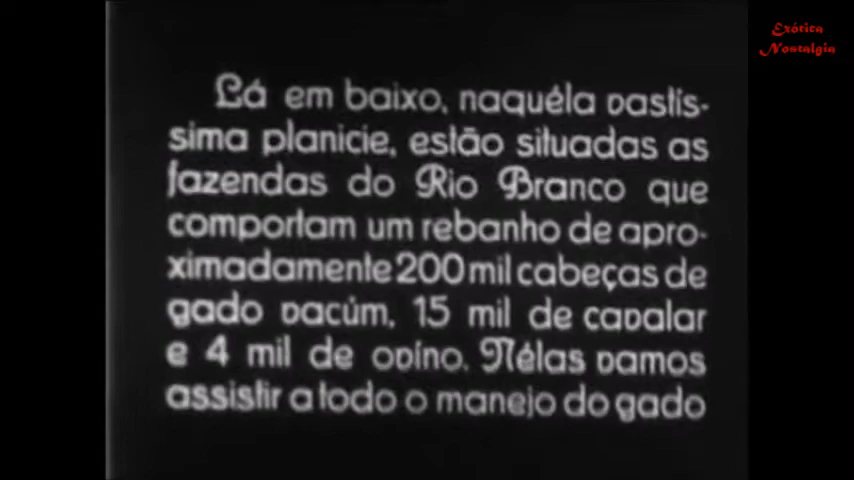 Exótica
Nostalgia
Lá em baixo, naquéla vastis-
sima planicie, estão situadas as
fazendas do Rio Branco que
comportam um rebanho de apro-
ximadamente 200 mil cabeças de
gado vacúm, 15 mil de cavalar
e 4 mil de ovíno. Nélas vamos
assistir a todo o manejo do gado